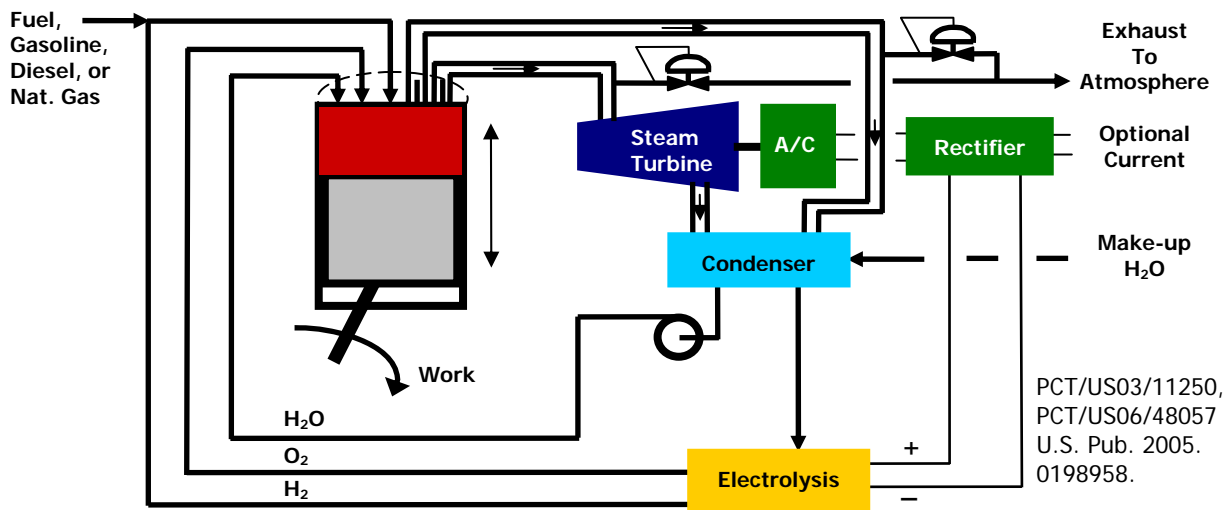 Fuel,
Gasoline,
Diesel, or
Nat. Gas
Exhaust
To
Atmosphere
Steam
Turbine
A/C
Rectifier
Optional
Current
Condenser
Make-up
H₂O
Work
H₂O
O₂
H₂
Electrolysis
+
–
PCT/US03/11250,
PCT/US06/48057
U.S. Pub. 2005.
0198958.